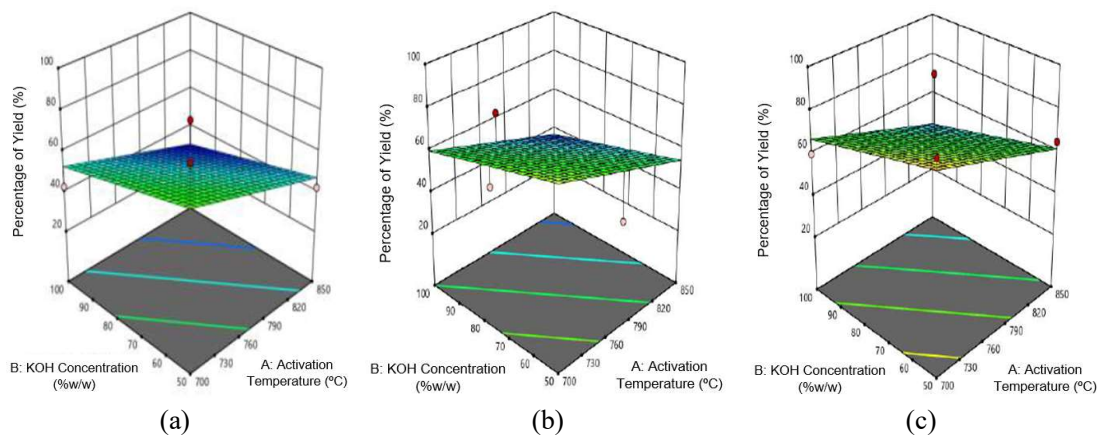 Percentage of Yield (%)
100
80
60
40
20
100
90
80
70
60
50
700
730
760
790
820
850
B: KOH Concentration
(%w/w)
A: Activation
Temperature (ºC)
(a)
Percentage of Yield (%)
100
80
60
40
20
100
90
80
70
60
50
700
730
760
790
820
850
B: KOH Concentration
(%w/w)
A: Activation
Temperature (ºC)
(b)
Percentage of Yield (%)
100
80
60
40
20
100
90
80
70
60
50
700
730
760
790
820
850
B: KOH Concentration
(%w/w)
A: Activation
Temperature (ºC)
(c)